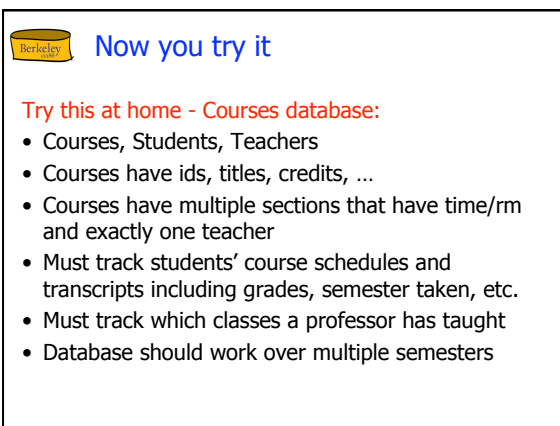 Berkeley
cs186
Now you try it
Try this at home - Courses database:
• Courses, Students, Teachers
• Courses have ids, titles, credits, …
• Courses have multiple sections that have time/rm
and exactly one teacher
• Must track students’ course schedules and
transcripts including grades, semester taken, etc.
• Must track which classes a professor has taught
• Database should work over multiple semesters